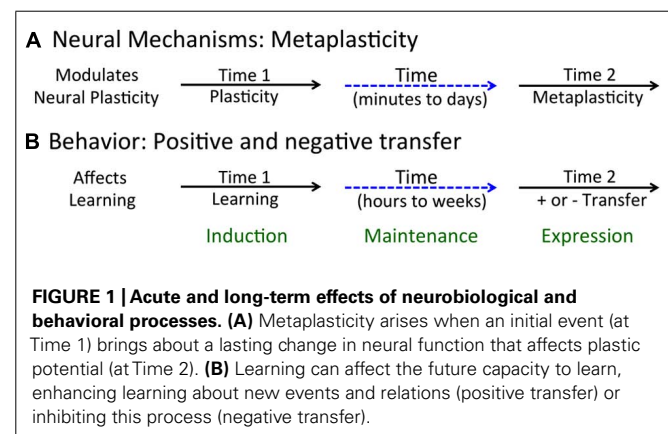 A Neural Mechanisms: Metaplasticity
Modulates Time 1 Time Time 2
Neural Plasticity Plasticity (minutes to days) Metaplasticity
B Behavior: Positive and negative transfer
Affects Time 1 Time Time 2
Learning Learning (hours to weeks) + or - Transfer
Induction Maintenance Expression
FIGURE 1 | Acute and long-term effects of neurobiological and
behavioral processes. (A) Metaplasticity arises when an initial event (at
Time 1) brings about a lasting change in neural function that affects plastic
potential (at Time 2). (B) Learning can affect the future capacity to learn,
enhancing learning about new events and relations (positive transfer) or
inhibiting this process (negative transfer).